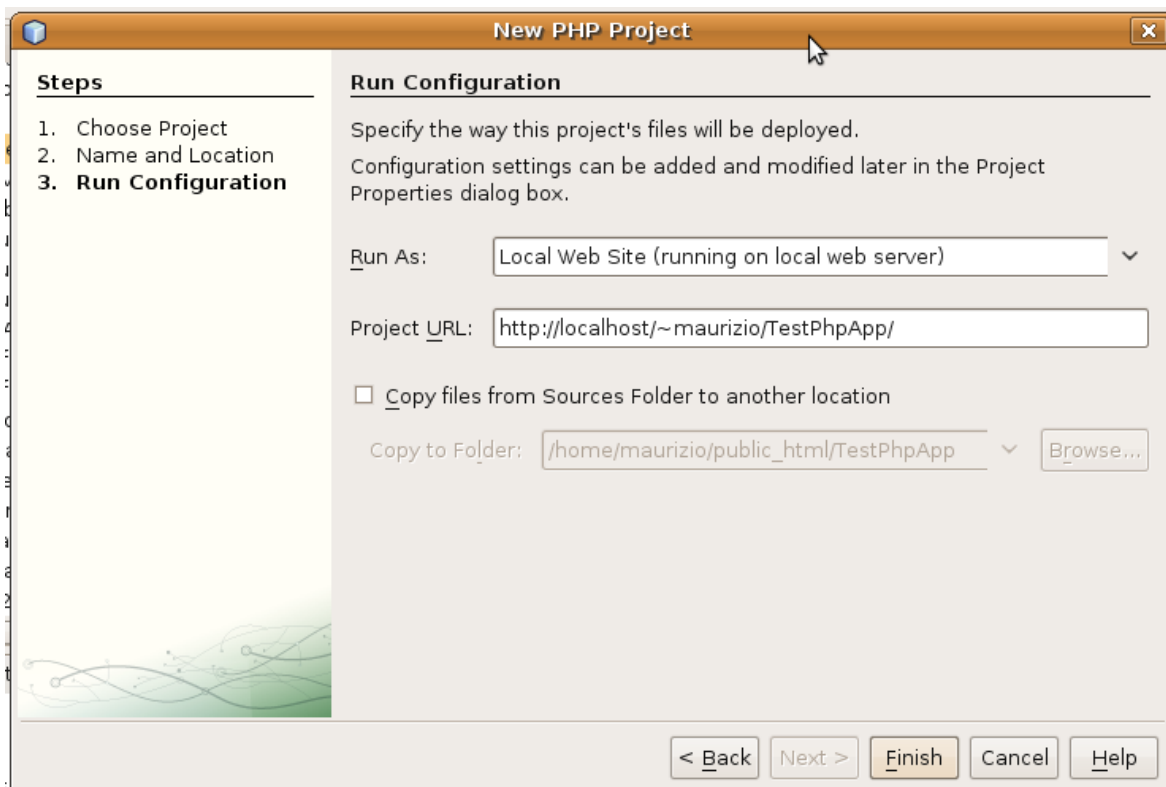 New PHP Project
Steps
1. Choose Project
2. Name and Location
3. Run Configuration
Run Configuration
Specify the way this project's files will be deployed.
Configuration settings can be added and modified later in the Project
Properties dialog box.
Run As: Local Web Site (running on local web server)
Project URL: http://localhost/~maurizio/TestPhpApp/
Copy files from Sources Folder to another location
Copy to Folder: /home/maurizio/public_html/TestPhpApp Browse...
< Back Next > Finish Cancel Help